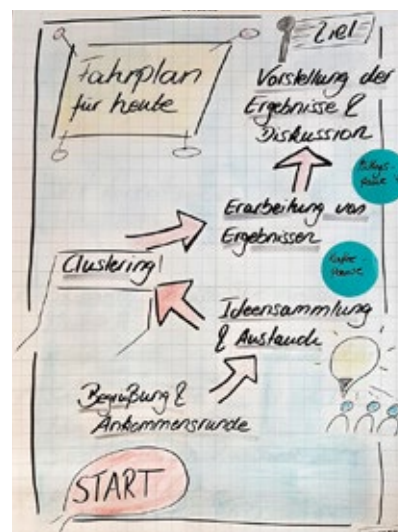 Fahrplan
für heute
Ziel
Vorstellung der
Ergebnisse &
Diskussion
Mittags-
pause
Erarbeitung von
Ergebnissen
Kaffee-
pause
Clustering
Ideensammlung
& Austausch
Begrüßung &
Ankommensrunde
START